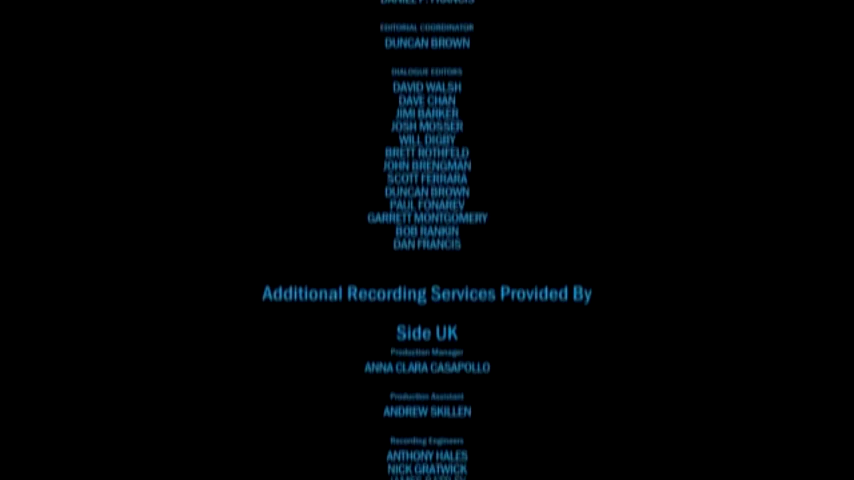 EDITORIAL COORDINATOR
DUNCAN BROWN
DIALOGUE EDITORS
DAVID WALSH
DAVE CHAN
JIMI BARKER
JOSH MOSSER
WILL DIGBY
BRETT ROTHFELD
JOHN BRENGMAN
SCOTT FERRARA
DUNCAN BROWN
PAUL FONAREV
GARRETT MONTGOMERY
BOB RANKIN
DAN FRANCIS
Additional Recording Services Provided By
Side UK
Production Manager
ANNA CLARA CASAPOLLO
Production Assistant
ANDREW SKILLEN
Recording Engineers
ANTHONY HALES
NICK GRATWICK